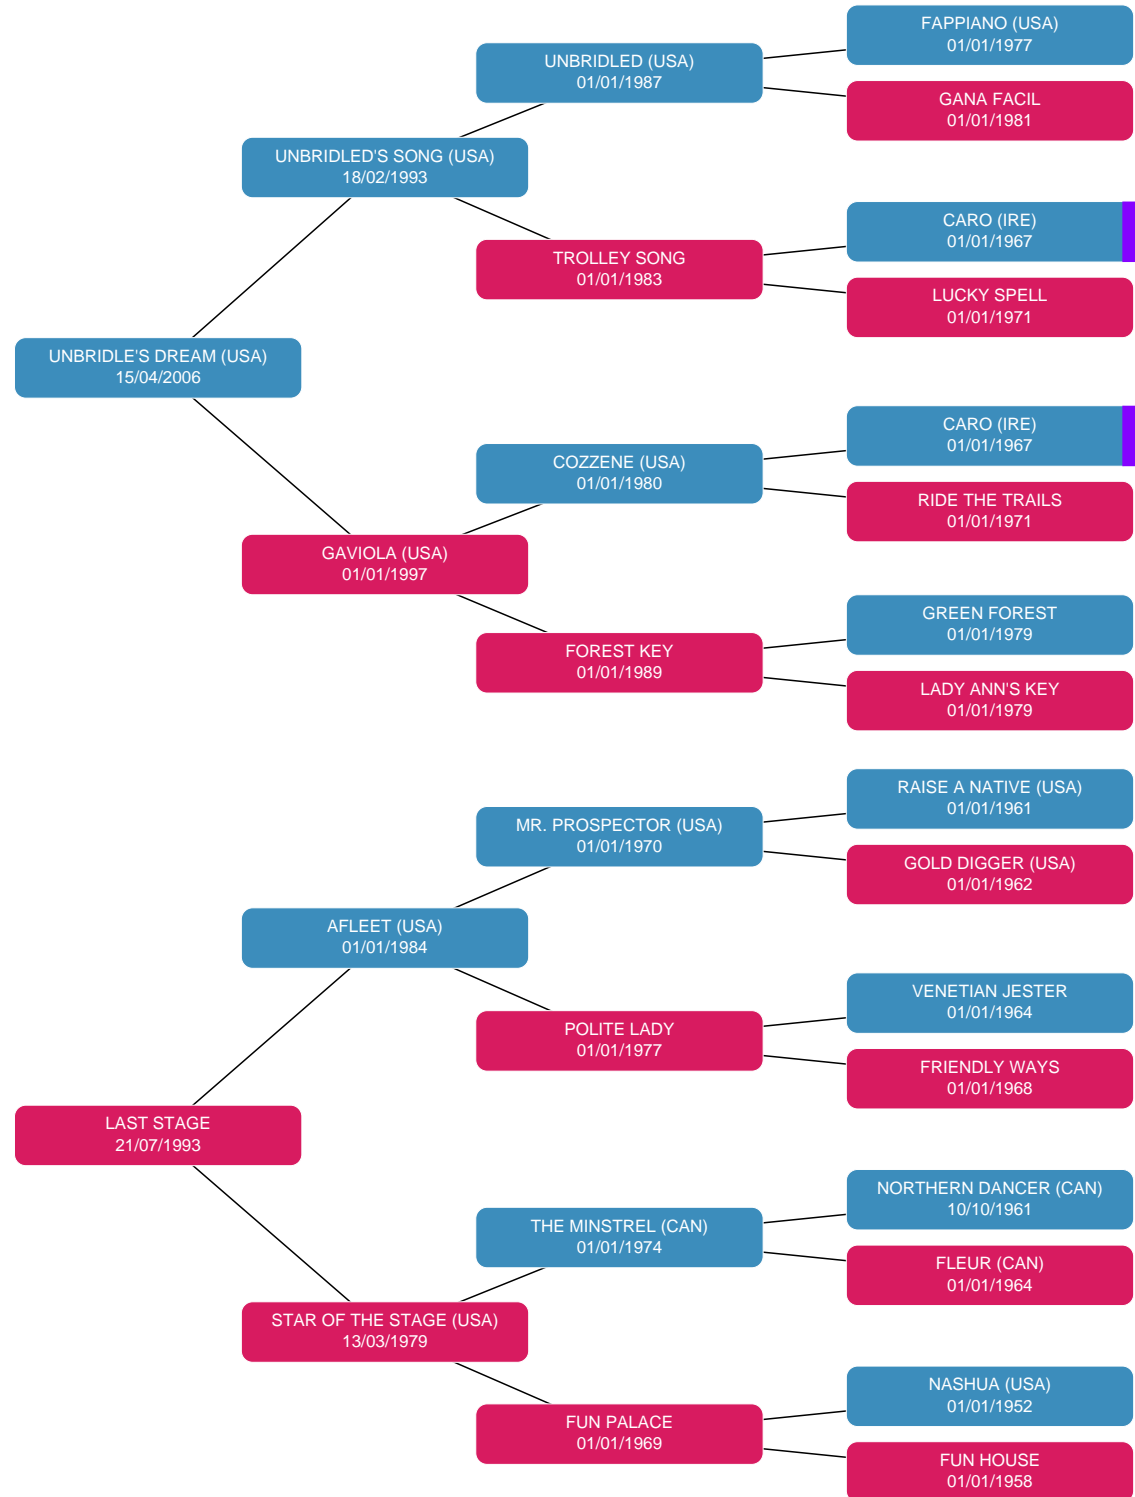 FAPPIANO (USA)
01/01/1977
UNBRIDLED (USA)
01/01/1987
GANA FACIL
01/01/1981
UNBRIDLED'S SONG (USA)
18/02/1993
CARO (IRE)
01/01/1967
TROLLEY SONG
01/01/1983
LUCKY SPELL
01/01/1971
UNBRIDLE'S DREAM (USA)
15/04/2006
CARO (IRE)
01/01/1967
COZZENE (USA)
01/01/1980
RIDE THE TRAILS
01/01/1971
GAVIOLA (USA)
01/01/1997
GREEN FOREST
01/01/1979
FOREST KEY
01/01/1989
LADY ANN'S KEY
01/01/1979
RAISE A NATIVE (USA)
01/01/1961
MR. PROSPECTOR (USA)
01/01/1970
GOLD DIGGER (USA)
01/01/1962
AFLEET (USA)
01/01/1984
VENETIAN JESTER
01/01/1964
POLITE LADY
01/01/1977
FRIENDLY WAYS
01/01/1968
LAST STAGE
21/07/1993
NORTHERN DANCER (CAN)
10/10/1961
THE MINSTREL (CAN)
01/01/1974
FLEUR (CAN)
01/01/1964
STAR OF THE STAGE (USA)
13/03/1979
NASHUA (USA)
01/01/1952
FUN PALACE
01/01/1969
FUN HOUSE
01/01/1958